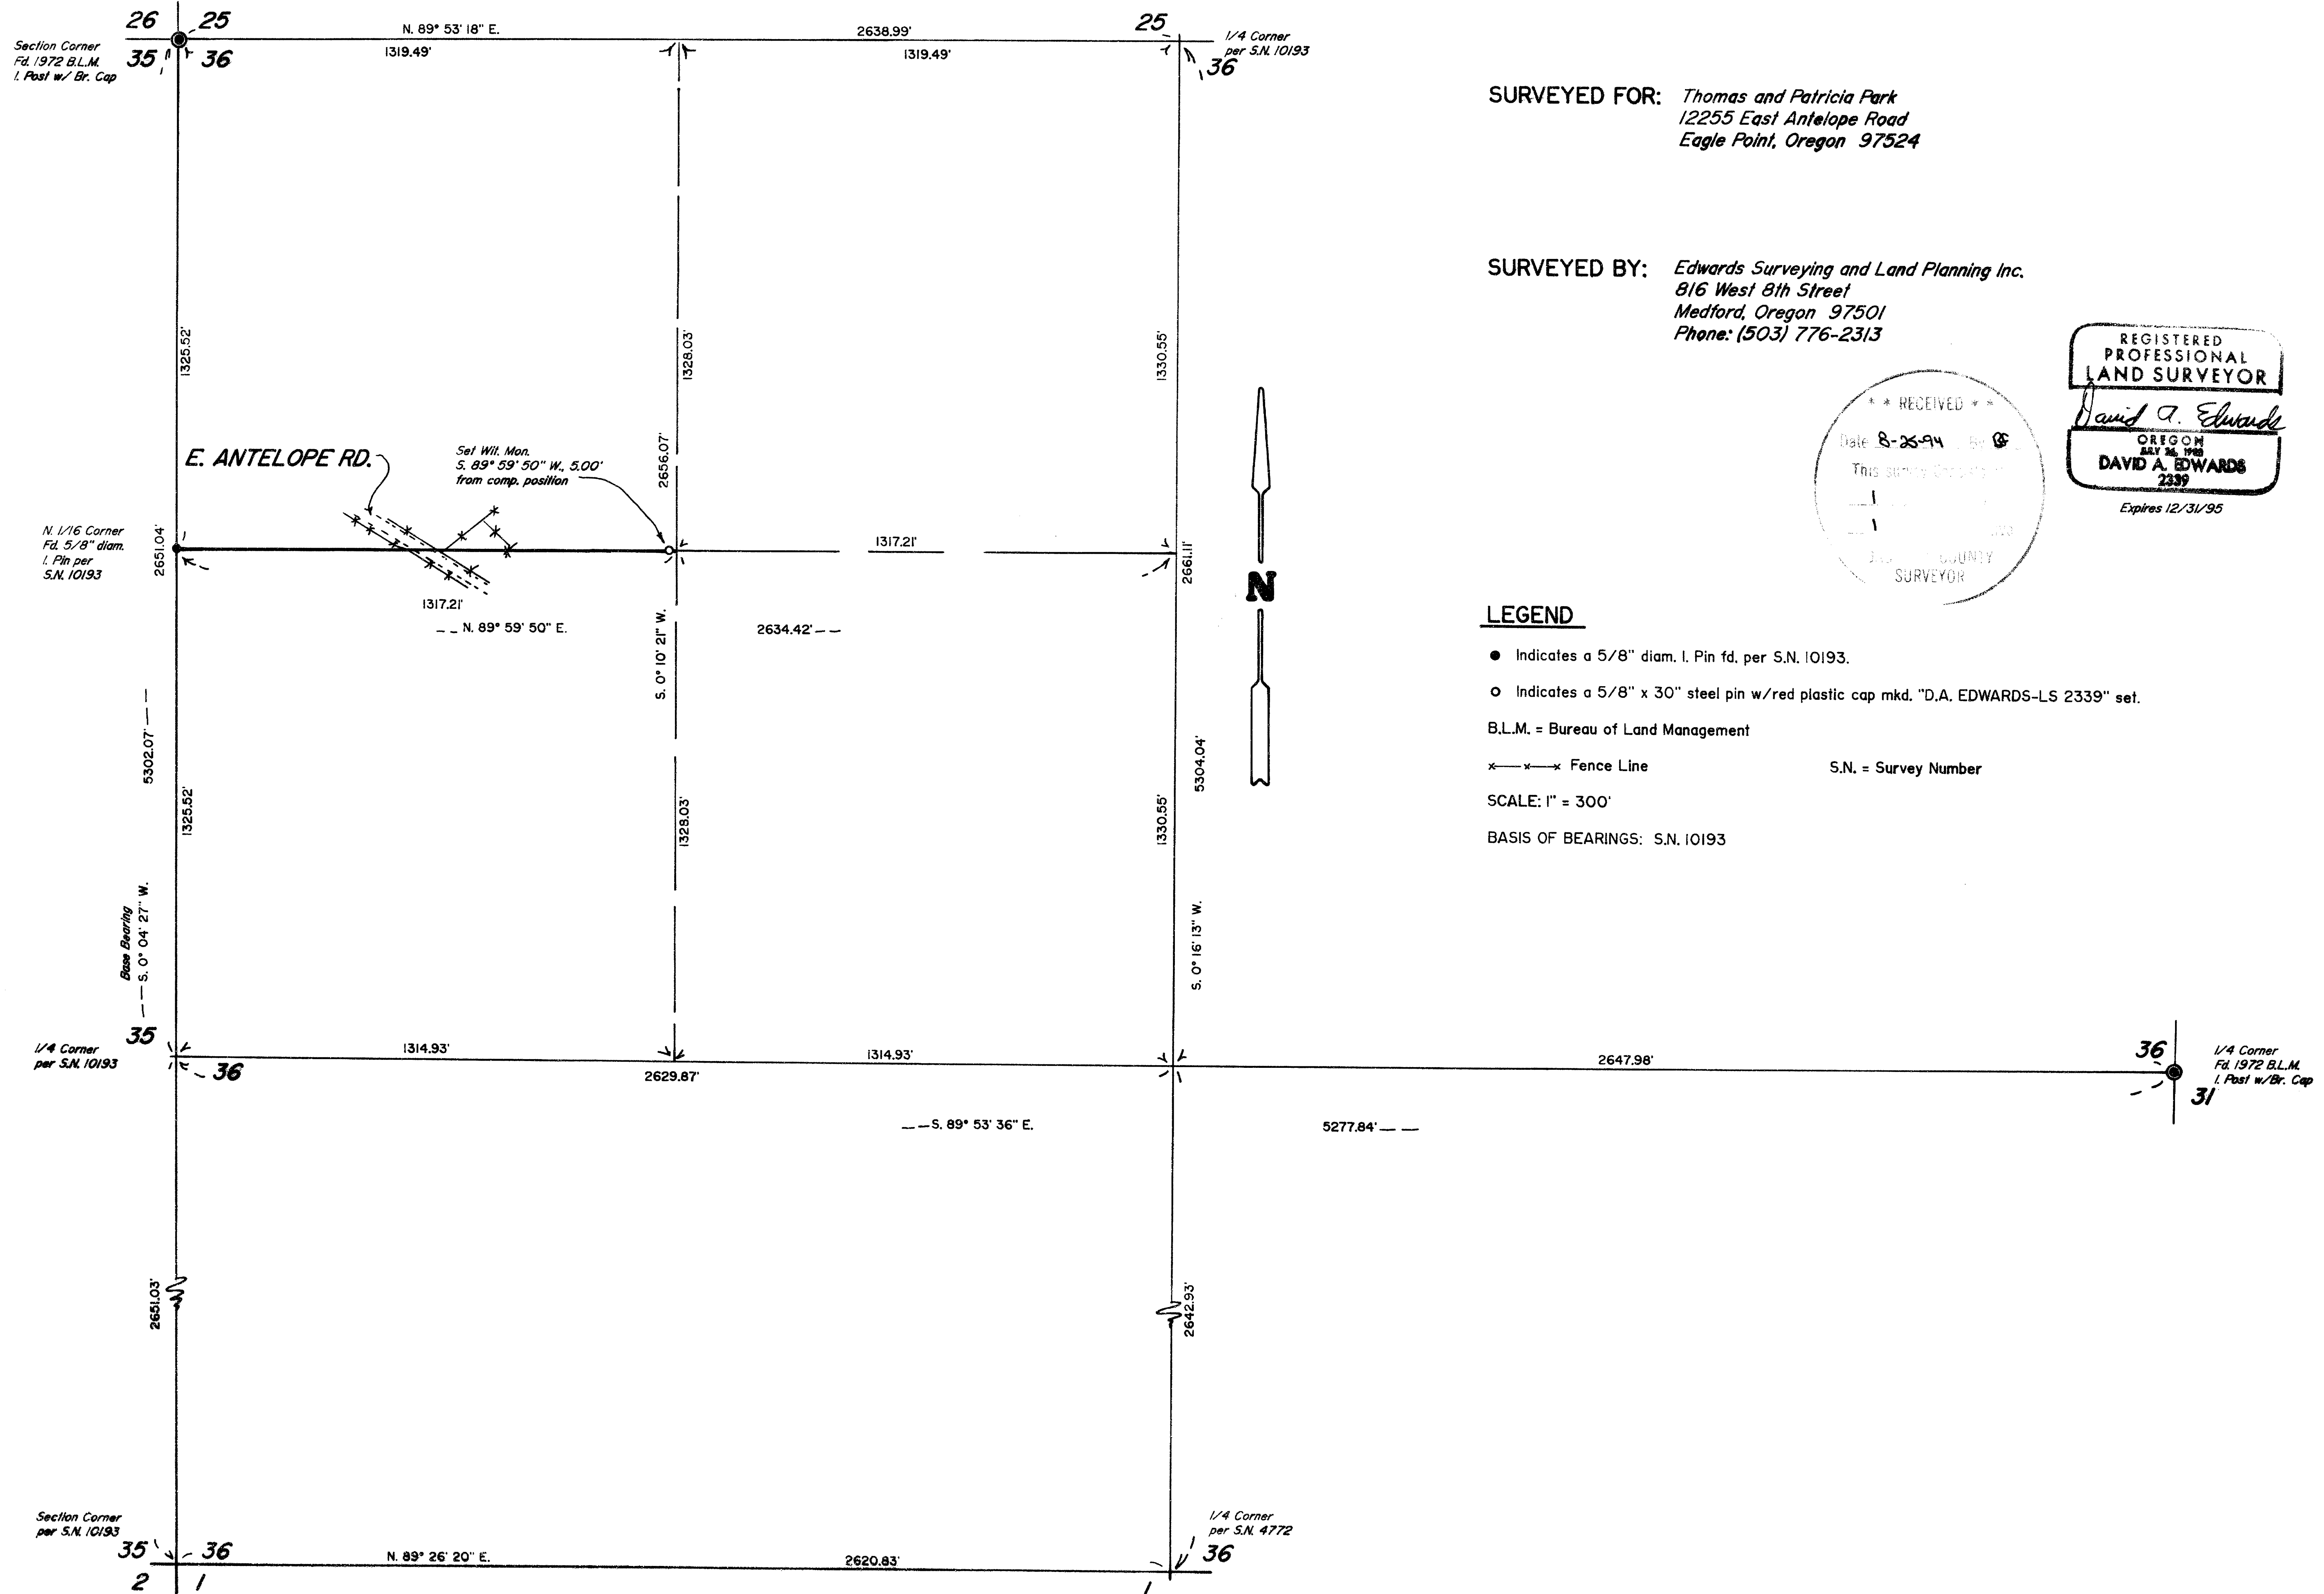 26 25
35 36
Section Corner
Fd. 1972 B.L.M.
I. Post w/ Br. Cap
N. 89° 53' 18" E.
1319.49'
2638.99'
1319.49'
25
36
1/4 Corner
per S.N. 10193
SURVEYED FOR: Thomas and Patricia Park
12255 East Antelope Road
Eagle Point, Oregon 97524
SURVEYED BY: Edwards Surveying and Land Planning Inc.
816 West 8th Street
Medford, Oregon 97501
Phone: (503) 776-2313
REGISTERED
PROFESSIONAL
LAND SURVEYOR
David A. Edwards
OREGON
DAVID A. EDWARDS
2339
Expires 12/31/95
* * RECEIVED * *
Date 8-25-94 By
This survey
1
1
COUNTY
SURVEYOR
1325.52'
1328.03'
1330.55'
E. ANTELOPE RD.
Set Wit. Mon.
S. 89° 59' 50" W., 5.00'
from comp. position
2656.07'
N. 1/16 Corner
Fd. 5/8" diam.
I. Pin per
S.N. 10193
2651.04'
1317.21'
2661.11'
N
1317.21'
N. 89° 59' 50" E.
2634.42'
S. 0° 10' 21" W.
LEGEND
Indicates a 5/8" diam. I. Pin fd. per S.N. 10193.
Indicates a 5/8" x 30" steel pin w/red plastic cap mkd. "D.A. EDWARDS-LS 2339" set.
B.L.M. = Bureau of Land Management
Fence Line
S.N. = Survey Number
SCALE: 1" = 300'
BASIS OF BEARINGS: S.N. 10193
5302.07'
5304.04'
1325.52'
1328.03'
1330.55'
Base Bearing
S. 0° 04' 27" W.
S. 0° 16' 13" W.
35
36
1/4 Corner
per S.N. 10193
1314.93'
1314.93'
2629.87'
2647.98'
36
31
1/4 Corner
Fd. 1972 B.L.M.
I. Post w/Br. Cap
S. 89° 53' 36" E.
5277.84'
2651.03'
2642.93'
Section Corner
per S.N. 10193
35 36
2 1
N. 89° 26' 20" E.
2620.83'
1/4 Corner
per S.N. 4772
36
1